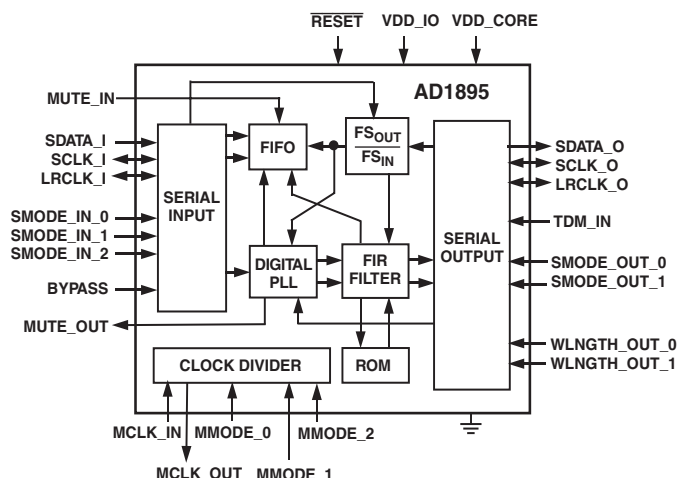 RESET VDD_IO VDD_CORE
AD1895
MUTE_IN
SDATA_I
SCLK_I
LRCLK_I
SMODE_IN_0
SMODE_IN_1
SMODE_IN_2
BYPASS
MUTE_OUT
SERIAL
INPUT
FIFO
FSOUT
FSIN
DIGITAL
PLL
FIR
FILTER
CLOCK DIVIDER
ROM
SERIAL
OUTPUT
SDATA_O
SCLK_O
LRCLK_O
TDM_IN
SMODE_OUT_0
SMODE_OUT_1
WLNGTH_OUT_0
WLNGTH_OUT_1
MCLK_IN MMODE_0 MMODE_2
MCLK_OUT MMODE_1